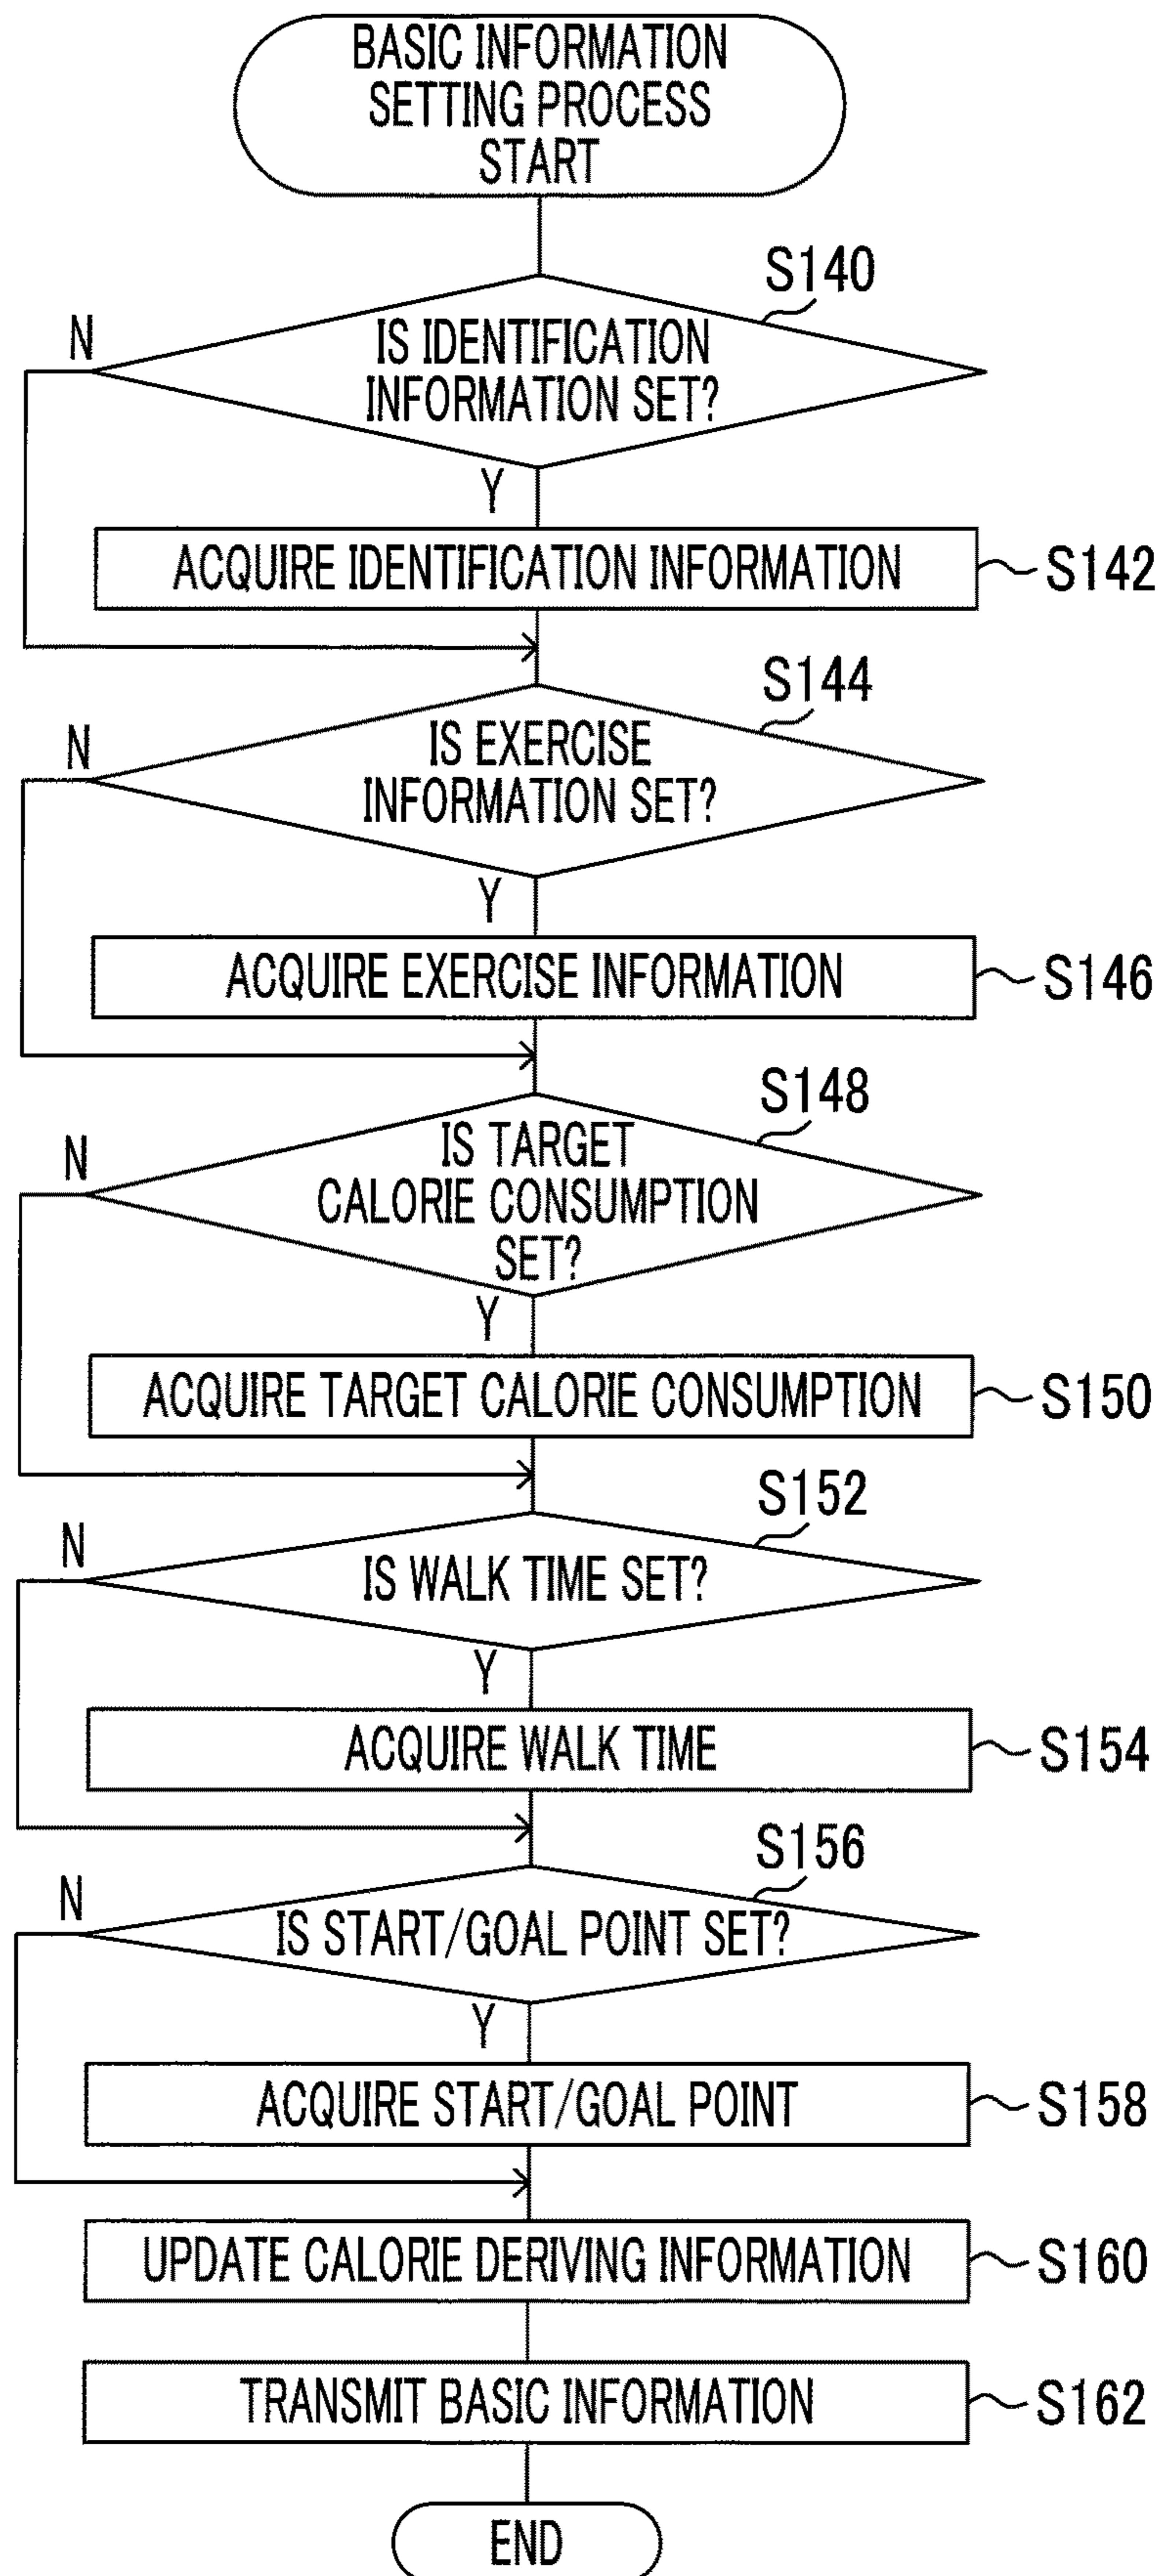 BASIC INFORMATION
SETTING PROCESS
START
S140
N
IS IDENTIFICATION
INFORMATION SET?
Y
ACQUIRE IDENTIFICATION INFORMATION
S142
S144
N
IS EXERCISE
INFORMATION SET?
Y
ACQUIRE EXERCISE INFORMATION
S146
S148
N
IS TARGET
CALORIE CONSUMPTION
SET?
Y
ACQUIRE TARGET CALORIE CONSUMPTION
S150
S152
N
IS WALK TIME SET?
Y
ACQUIRE WALK TIME
S154
S156
N
IS START/GOAL POINT SET?
Y
ACQUIRE START/GOAL POINT
S158
UPDATE CALORIE DERIVING INFORMATION
S160
TRANSMIT BASIC INFORMATION
S162
END